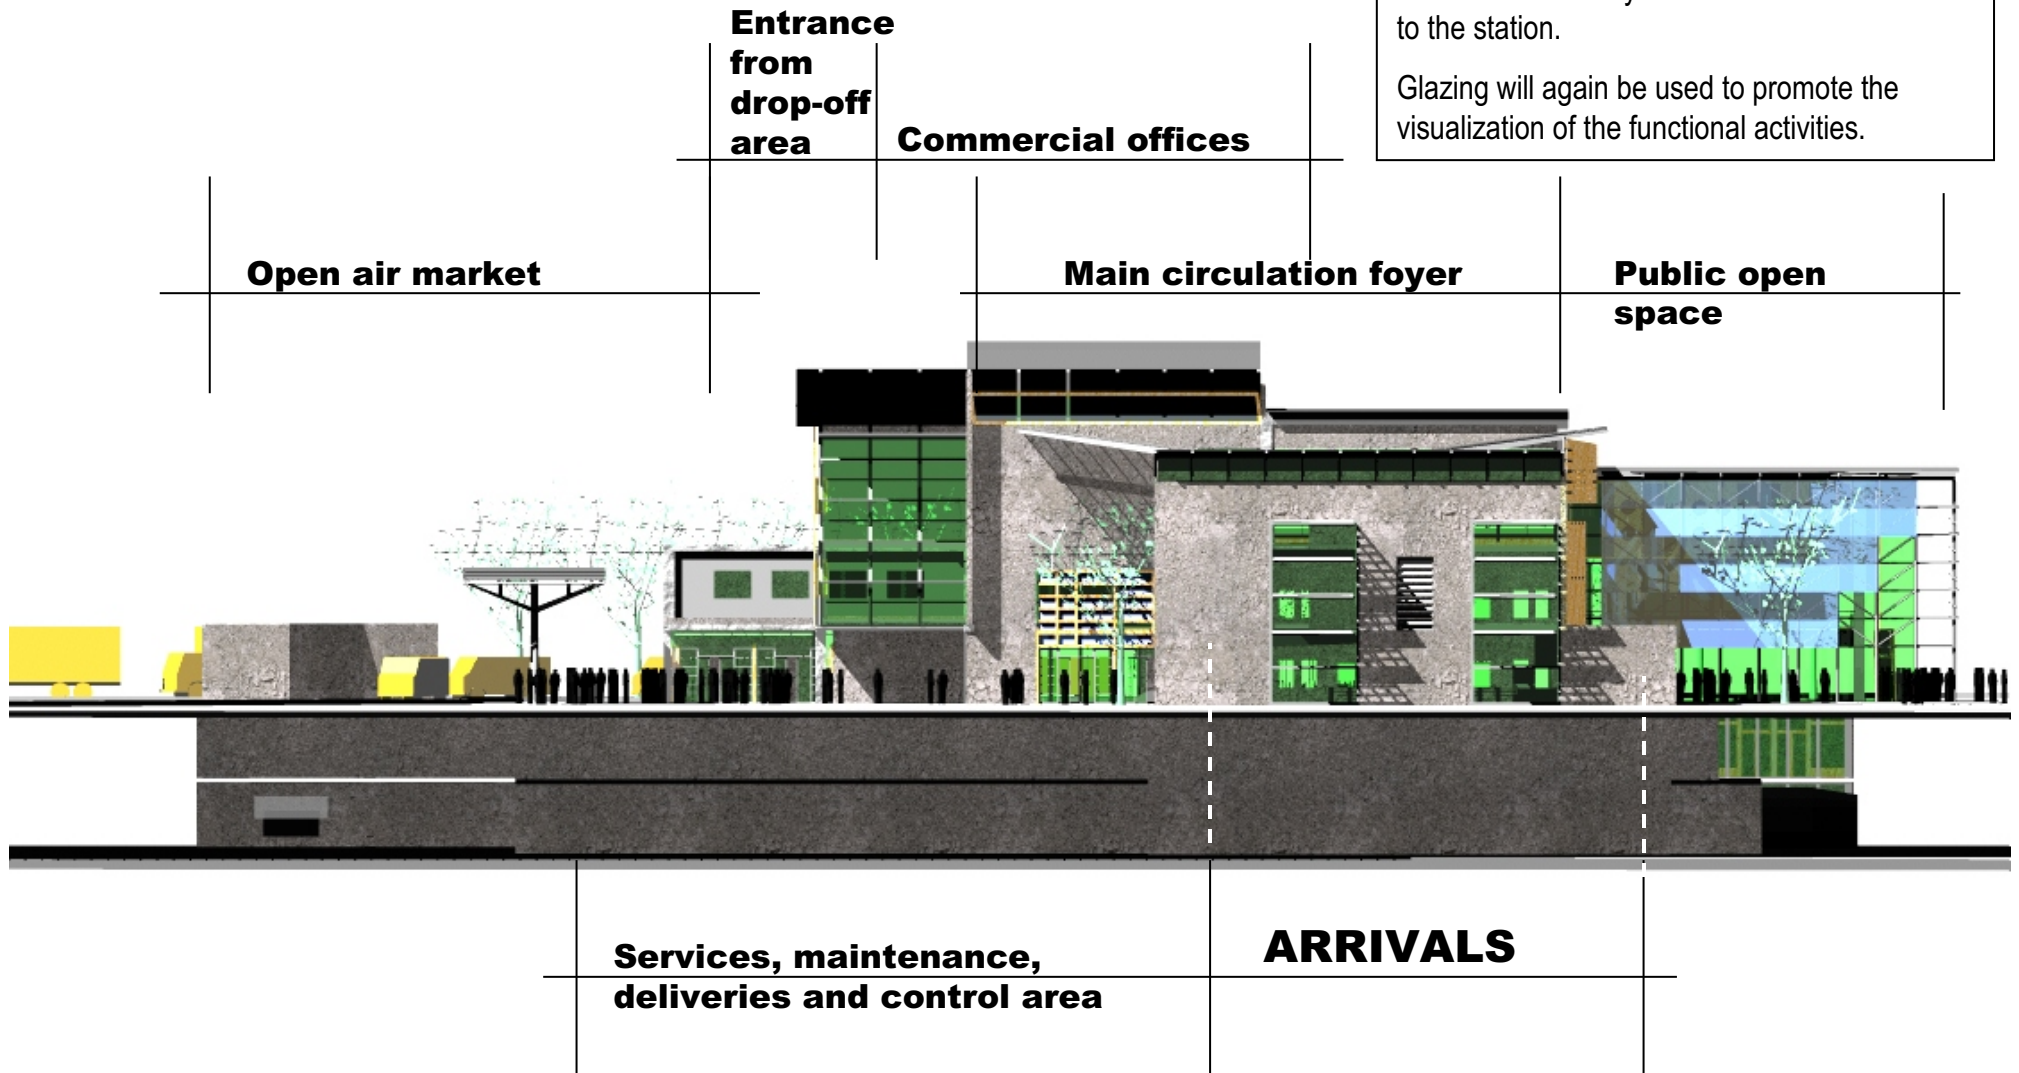 Entrance
from
drop-off
area
Commercial offices
to the station.
Glazing will again be used to promote the
visualization of the functional activities.
Open air market
Main circulation foyer
Public open
space
Services, maintenance,
deliveries and control area
ARRIVALS